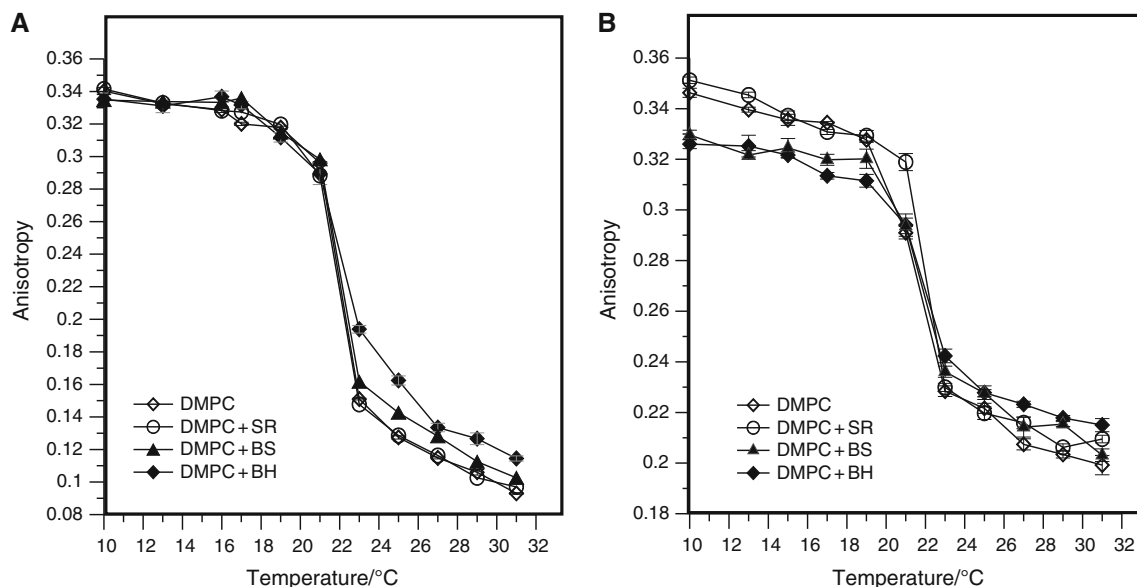 A
0.36
0.34
0.32
0.3
0.28
0.26
0.24
0.22
0.2
0.18
0.16
0.14
0.12
0.1
0.08
Anisotropy
DMPC
DMPC+SR
DMPC+BS
DMPC+BH
10 12 14 16 18 20 22 24 26 28 30 32
Temperature/°C
B
0.36
0.34
0.32
0.3
0.28
0.26
0.24
0.22
0.2
0.18
Anisotropy
DMPC
DMPC+SR
DMPC+BS
DMPC+BH
10 12 14 16 18 20 22 24 26 28 30 32
Temperature/°C